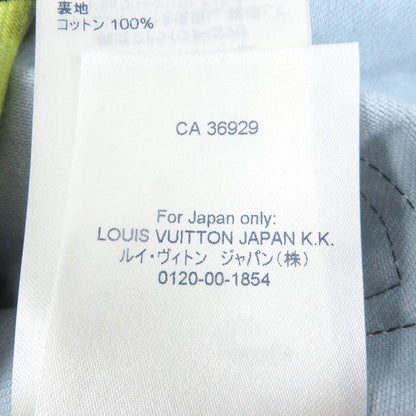 裏地
コットン 100%
CA 36929
For Japan only:
LOUIS VUITTON JAPAN K.K.
ルイ・ヴィトン ジャパン(株)
0120-00-1854